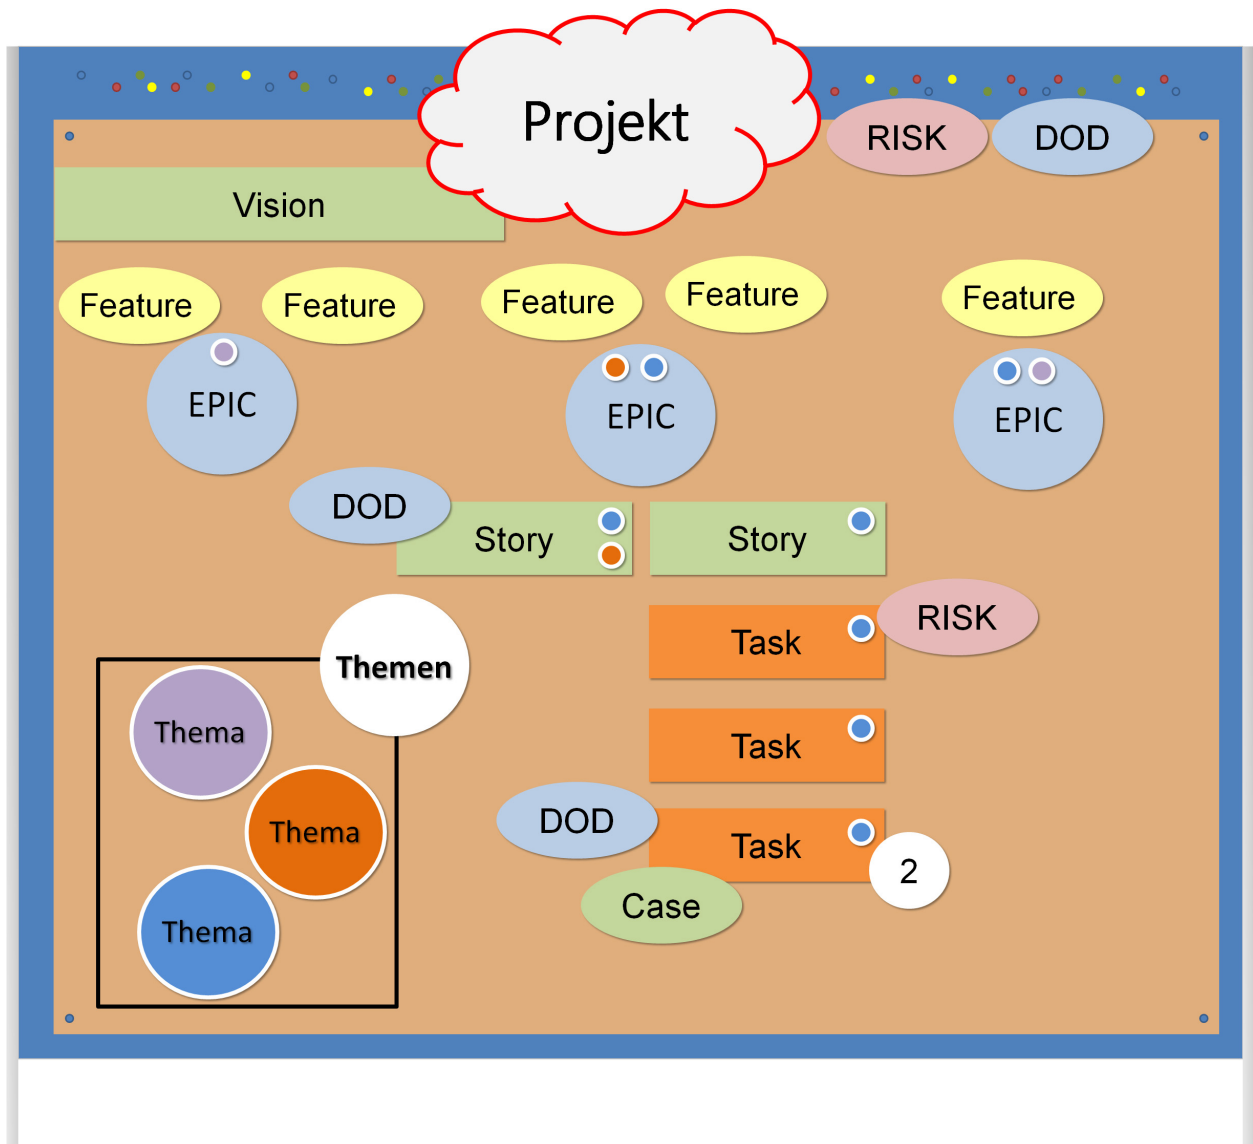 Projekt
RISK
DOD
Vision
Feature
Feature
Feature
Feature
Feature
EPIC
EPIC
EPIC
DOD
Story
Story
Task
RISK
Themen
Thema
Task
Thema
DOD
Task
2
Case
Thema